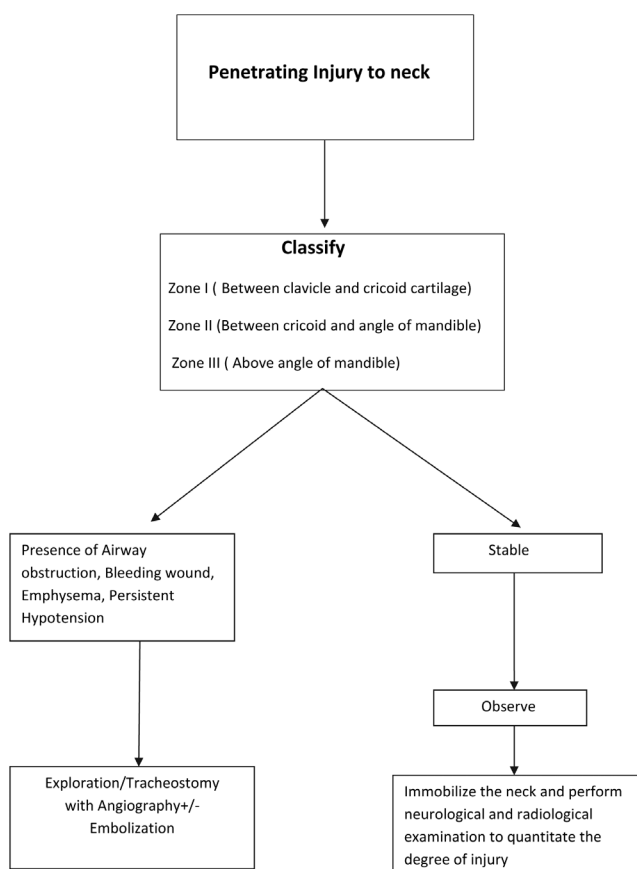 Penetrating Injury to neck
Classify
Zone I ( Between clavicle and cricoid cartilage)
Zone II (Between cricoid and angle of mandible)
Zone III ( Above angle of mandible)
Presence of Airway
obstruction, Bleeding wound,
Emphysema, Persistent
Hypotension
Stable
Observe
Exploration/Tracheostomy
with Angiography+/-
Embolization
Immobilize the neck and perform
neurological and radiological
examination to quantitate the
degree of injury